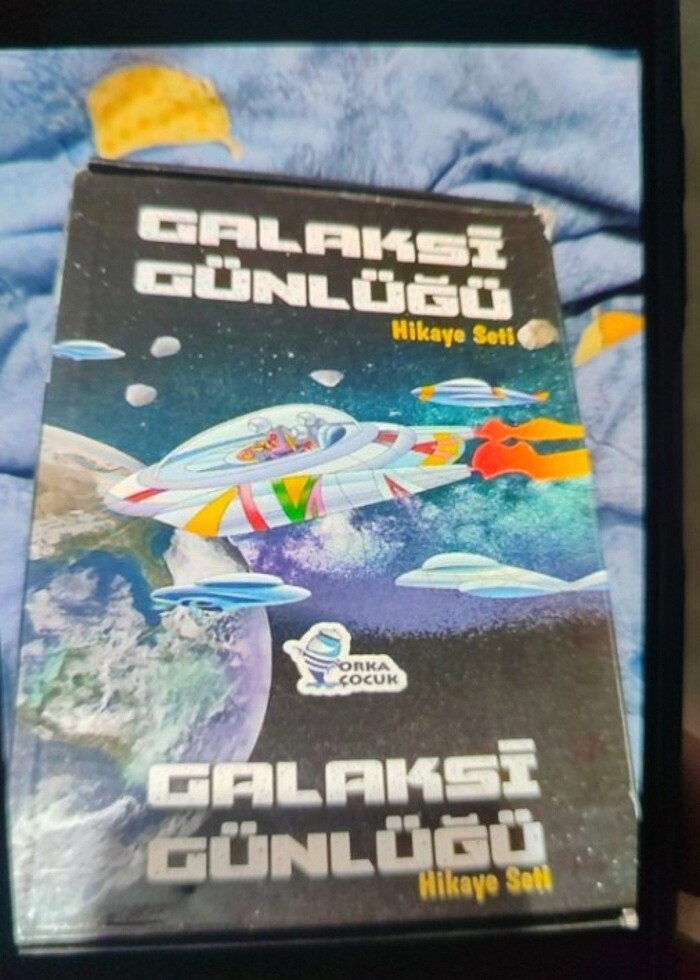 GALAKSİ
GÜNLÜĞÜ
Hikaye Seti
ORKA
ÇOCUK
GALAKSİ
GÜNLÜĞÜ
Hikaye Seti